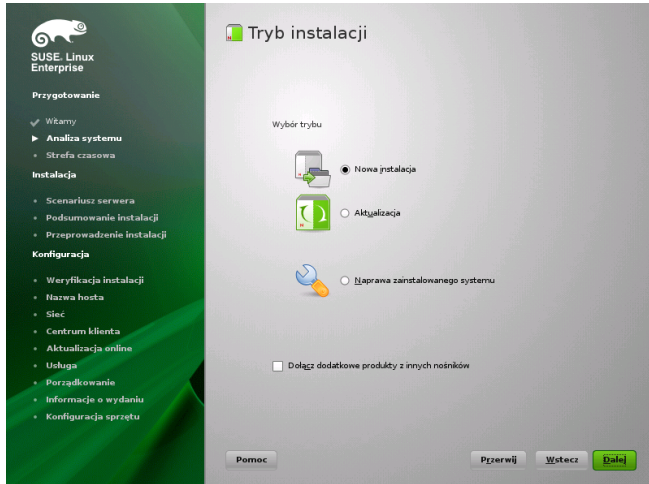 SUSE. Linux
Enterprise
Przygotowanie
Witamy
Analiza systemu
Strefa czasowa
Instalacja
Scenariusz serwera
Podsumowanie instalacji
Przeprowadzenie instalacji
Konfiguracja
Weryfikacja instalacji
Nazwa hosta
Sieć
Centrum klienta
Aktualizacja online
Usługa
Porządkowanie
Informacje o wydaniu
Konfiguracja sprzętu
Tryb instalacji
Wybór trybu
Nowa instalacja
Aktualizacja
Naprawa zainstalowanego systemu
Dołącz dodatkowe produkty z innych nośników
Pomoc
Przerwij
Wstecz
Dalej